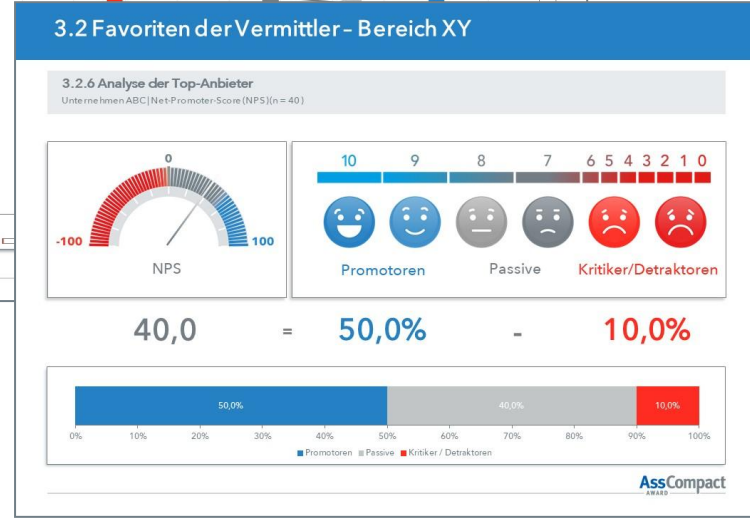 3.2 Favoriten der Vermittler – Bereich XY
3.2.6 Analyse der Top-Anbieter
Unternehmen ABC| Net-Promoter-Score (NPS)(n = 40)
0
-100
100
NPS
10 9 8 7 6 5 4 3 2 1 0
Promotoren Passive Kritiker/Detraktoren
40,0 = 50,0% - 10,0%
50,0% 40,0% 10,0%
0% 10% 20% 30% 40% 50% 60% 70% 80% 90% 100%
Promotoren Passive Kritiker / Detraktoren
AssCompact
AWARD